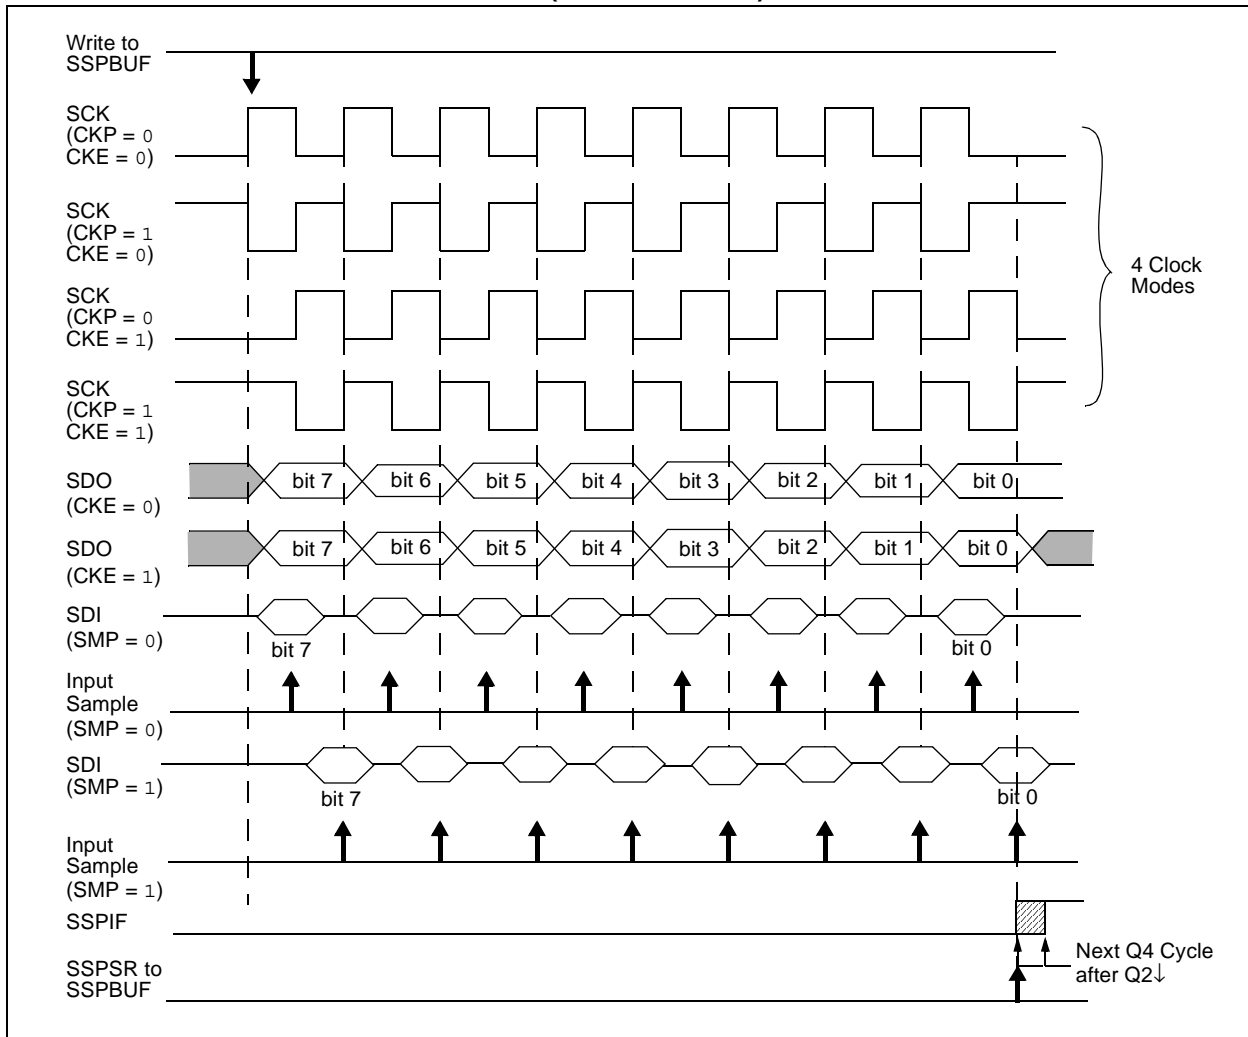 Write to
SSPBUF
SCK
(CKP = 0
CKE = 0)
SCK
(CKP = 1
CKE = 0)
SCK
(CKP = 0
CKE = 1)
SCK
(CKP = 1
CKE = 1)
4 Clock
Modes
SDO
(CKE = 0)
bit 7 bit 6 bit 5 bit 4 bit 3 bit 2 bit 1 bit 0
SDO
(CKE = 1)
bit 7 bit 6 bit 5 bit 4 bit 3 bit 2 bit 1 bit 0
SDI
(SMP = 0)
bit 7 bit 0
Input
Sample
(SMP = 0)
SDI
(SMP = 1)
bit 7 bit 0
Input
Sample
(SMP = 1)
SSPIF
Next Q4 Cycle
after Q2↓
SSPSR to
SSPBUF